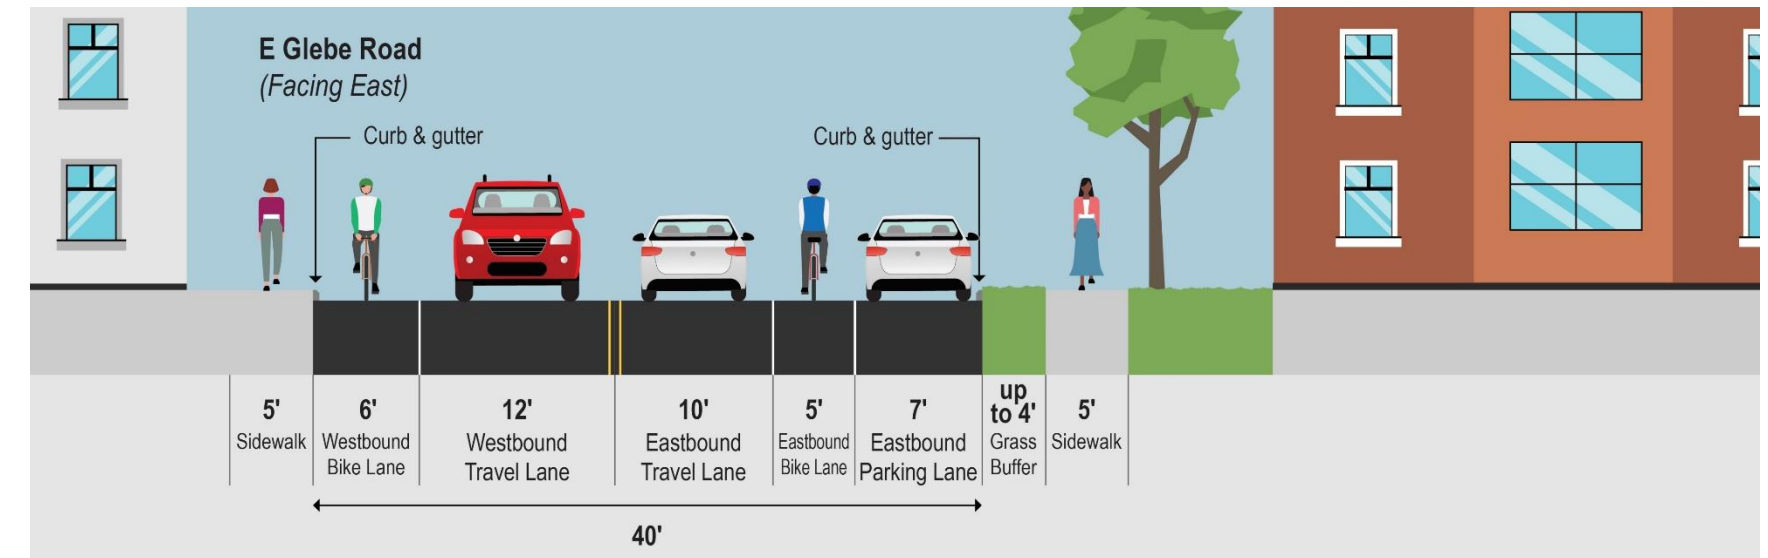 E Glebe Road
(Facing East)
Curb & gutter
Curb & gutter
5'
Sidewalk
6'
Westbound
Bike Lane
12'
Westbound
Travel Lane
10'
Eastbound
Travel Lane
5'
Eastbound
Bike Lane
7'
Eastbound
Parking Lane
up
to 4'
Grass
Buffer
5'
Sidewalk
40'